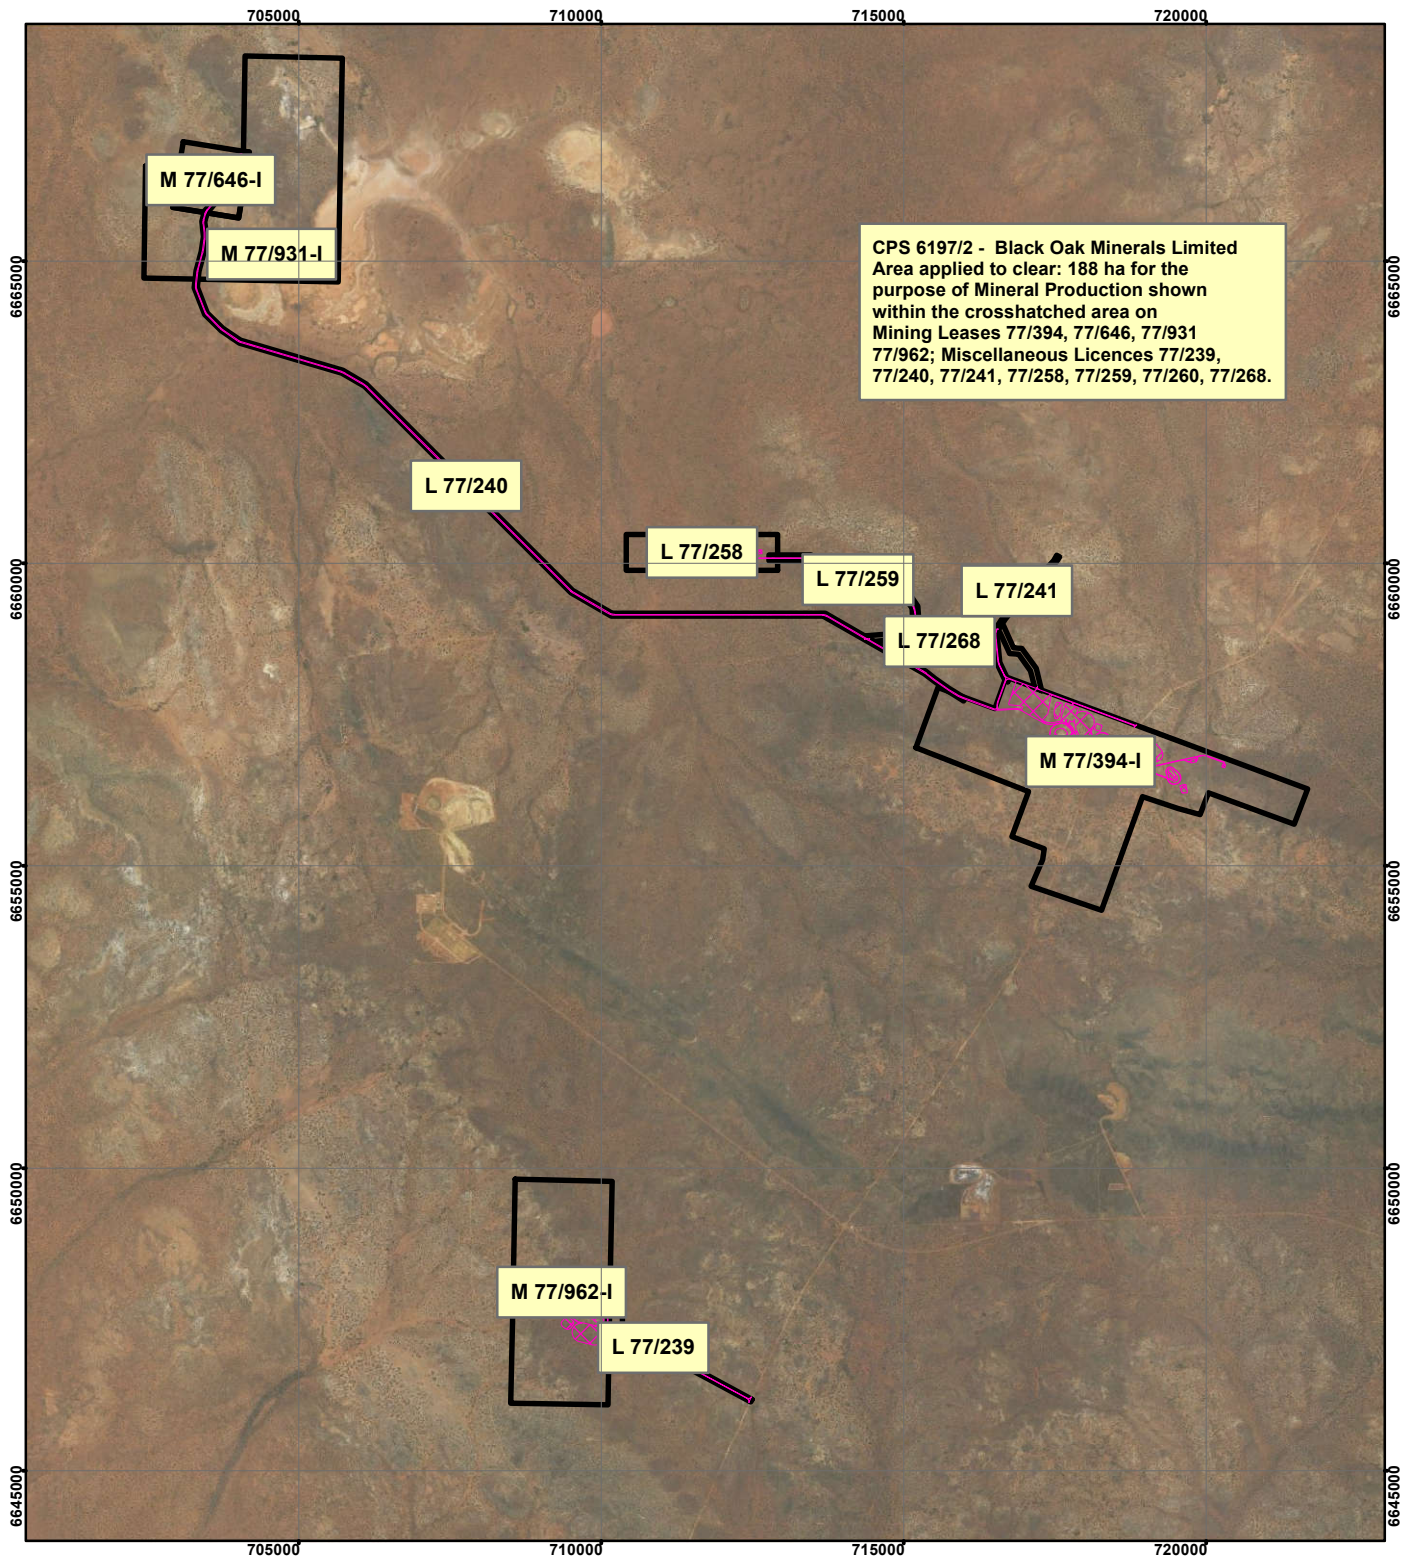 705000 710000 715000 720000
M 77/646-I
M 77/931-I
CPS 6197/2 - Black Oak Minerals Limited
Area applied to clear: 188 ha for the
purpose of Mineral Production shown
within the crosshatched area on
Mining Leases 77/394, 77/646, 77/931
77/962; Miscellaneous Licences 77/239,
77/240, 77/241, 77/258, 77/259, 77/260, 77/268.
6665000 6665000
L 77/240
L 77/258
L 77/259
L 77/241
6660000 6660000
L 77/268
M 77/394-I
6655000 6655000
6650000 6650000
M 77/962-I
L 77/239
6645000 6645000
705000 710000 715000 720000